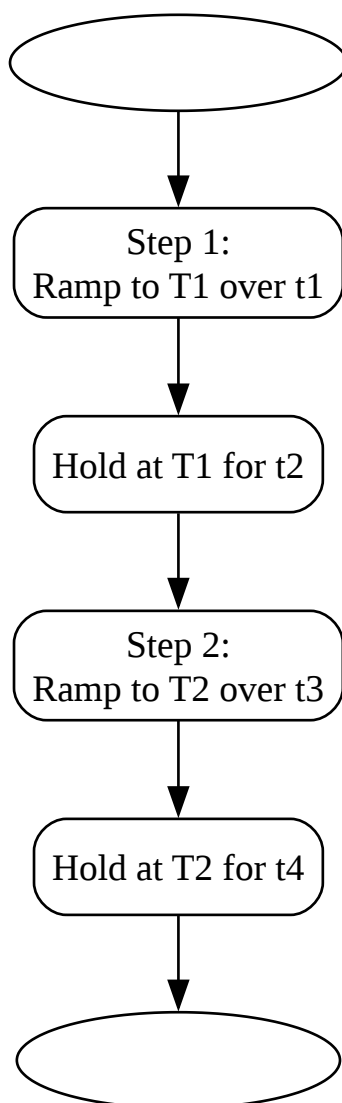 Step 1:
Ramp to T1 over t1
Hold at T1 for t2
Step 2:
Ramp to T2 over t3
Hold at T2 for t4